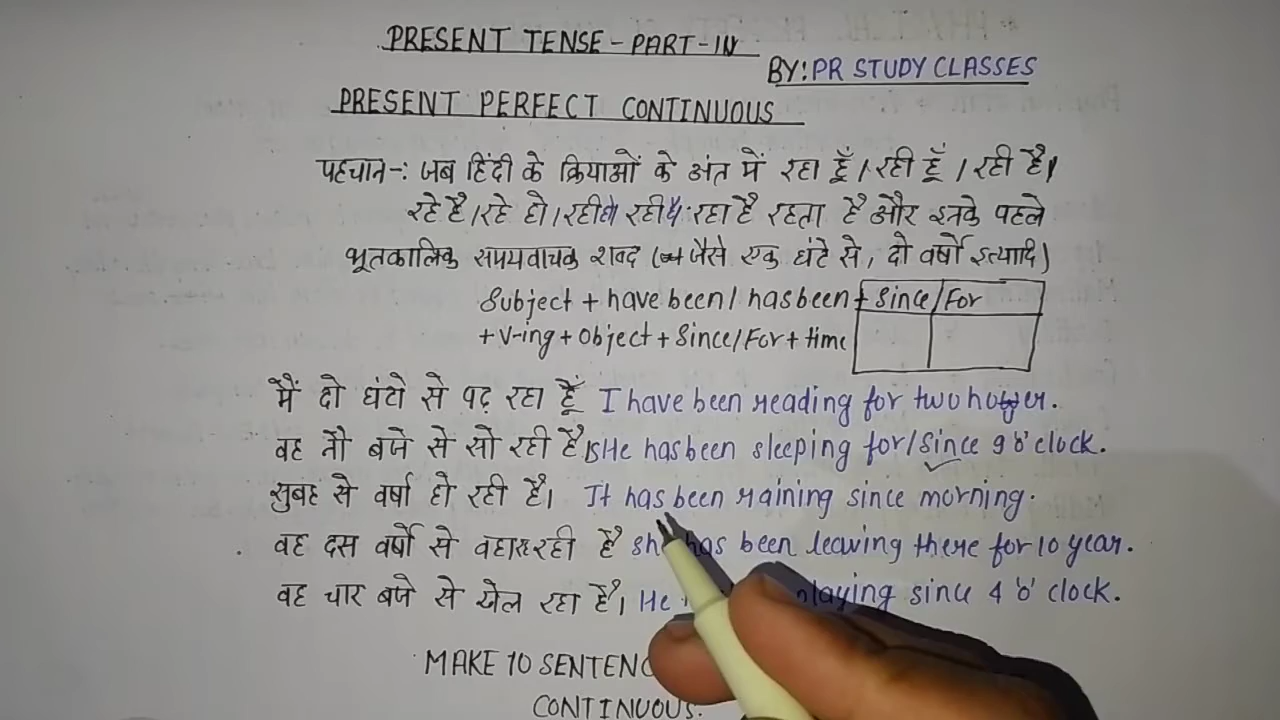 PRESENT TENSE - PART-IV
BY: PR STUDY CLASSES
PRESENT PERFECT CONTINUOUS
पहचान-: जब हिंदी के क्रियाओं के अंत में रहा हूँ / रही हूँ / रही है/
रहे है / रहे हो / रही हो रही है रहा है रहता है और इनके पहले
भूतकालिक समयवाचक शब्द ( जैसे एक घंटे से, दो वर्षो इत्यादि)
Subject + have been / has been + Since / For
+ V-ing + Object + Since/For + time
मैं दो घंटो से पढ़ रहा हूँ I have been reading for two hower.
वह नौ बजे से सो रही है। SHe has been sleeping for/since 9 o'clock.
सुबह से वर्षा हो रही है। It has been raining since morning.
वह दस वर्षो से वहा रह रही है she has been leaving there for 10 year.
वह चार बजे से खेल रहा है। He playing since 4 'o' clock.
MAKE 10
CONTINUOUS.